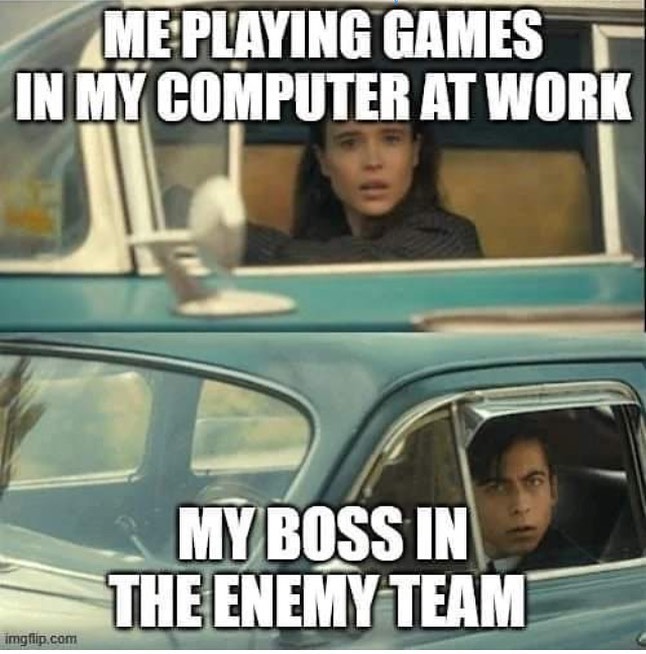 ME PLAYING GAMES
IN MY COMPUTER AT WORK
MY BOSS IN
THE ENEMY TEAM
imgflip.com